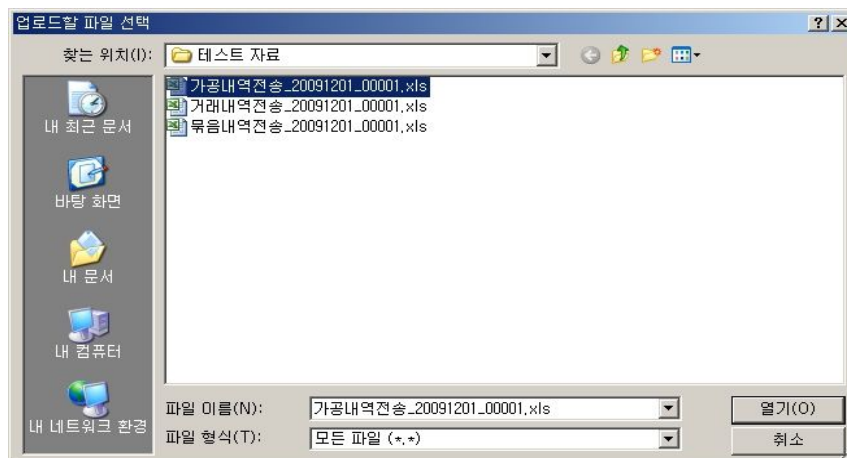 업로드할 파일 선택
찾는 위치(I): 테스트 자료
가공내역전송_20091201_00001.xls
거래내역전송_20091201_00001.xls
묶음내역전송_20091201_00001.xls
내 최근 문서
바탕 화면
내 문서
내 컴퓨터
내 네트워크 환경
파일 이름(N): 가공내역전송_20091201_00001.xls 열기(O)
파일 형식(T): 모든 파일 (*.*) 취소